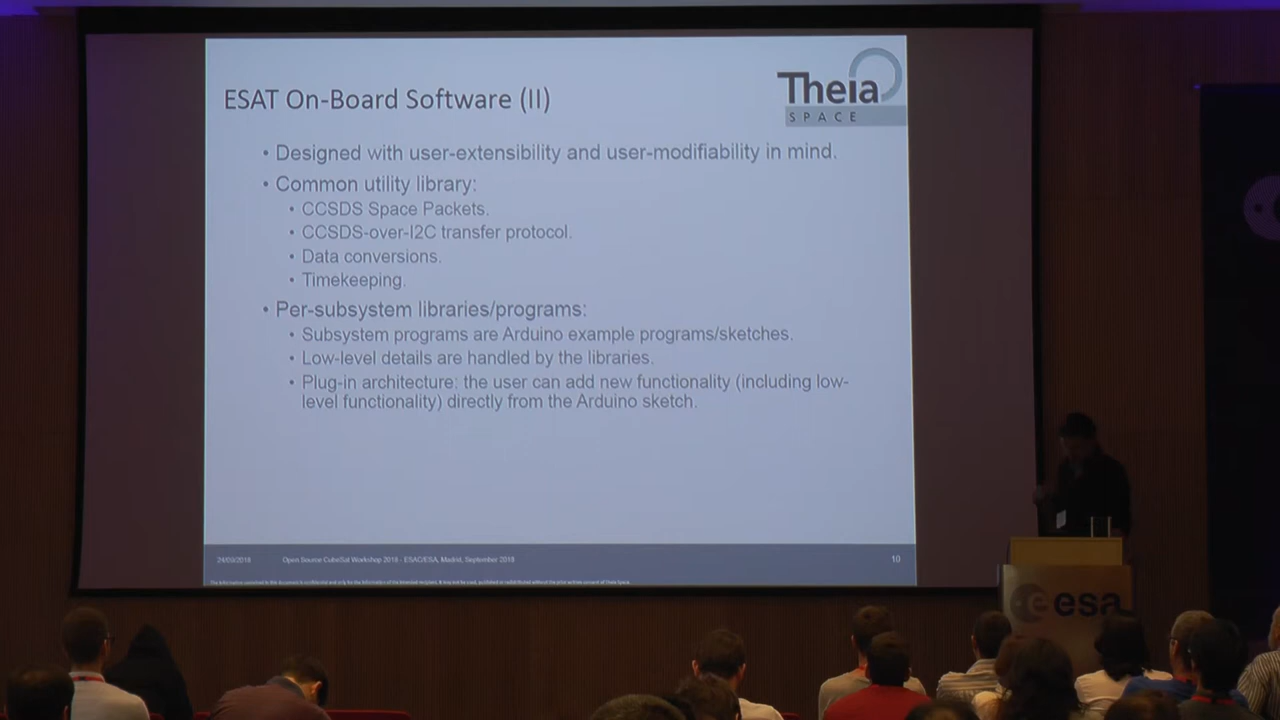 ESAT On-Board Software (II)
Theia
SPACE
• Designed with user-extensibility and user-modifiability in mind.
• Common utility library:
• CCSDS Space Packets.
• CCSDS-over-I2C transfer protocol.
• Data conversions.
• Timekeeping.
• Per-subsystem libraries/programs:
• Subsystem programs are Arduino example programs/sketches.
• Low-level details are handled by the libraries.
• Plug-in architecture: the user can add new functionality (including low-
level functionality) directly from the Arduino sketch.
24/09/2018 Open Source CubeSat Workshop 2018 - ESAC/ESA, Madrid, September 2018 10
esa